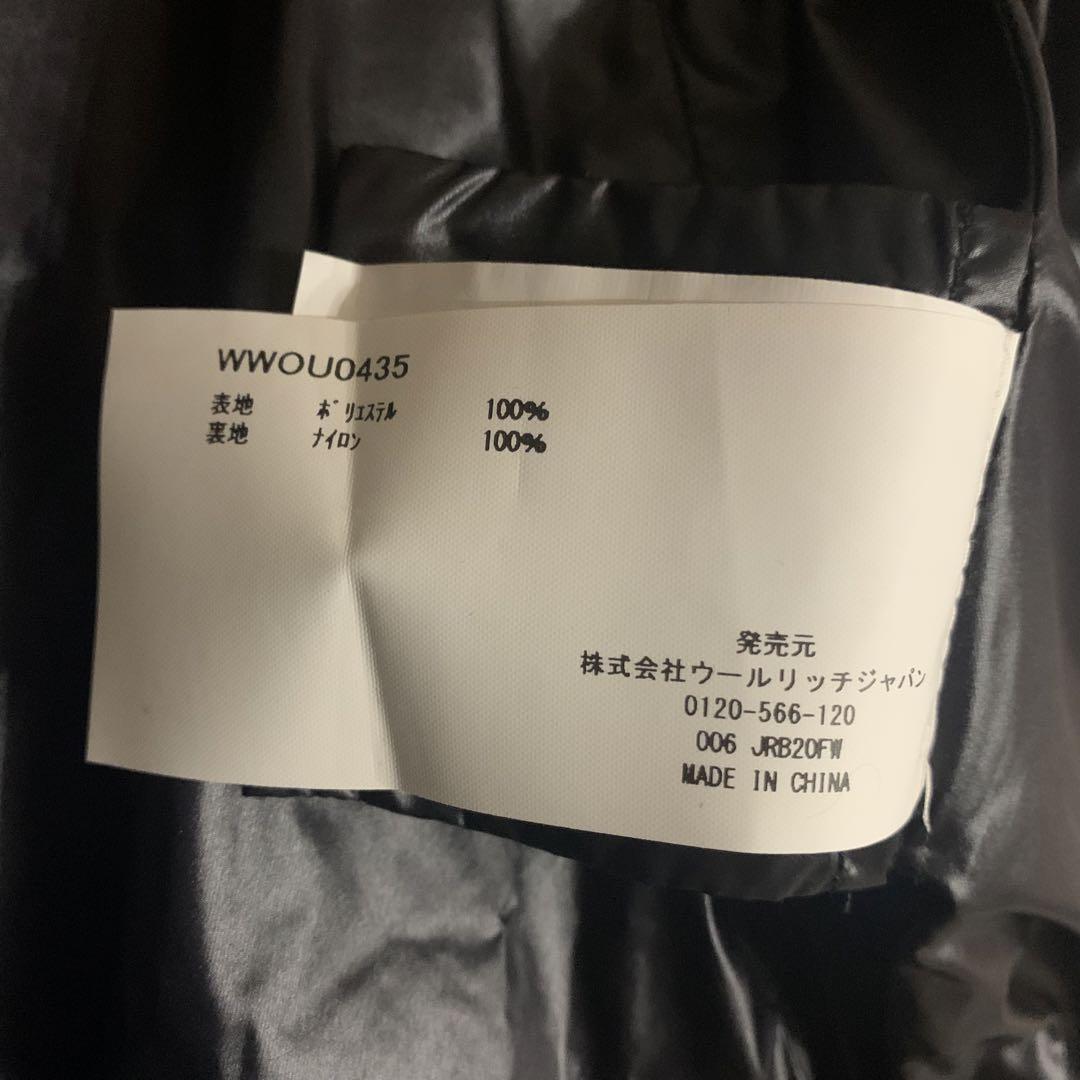 WWOU0435
表地 ﾎﾟﾘｴｽﾃﾙ 100%
裏地 ﾅｲﾛﾝ 100%
発売元
株式会社ウールリッチジャパン
0120-566-120
006 JRB20FW
MADE IN CHINA